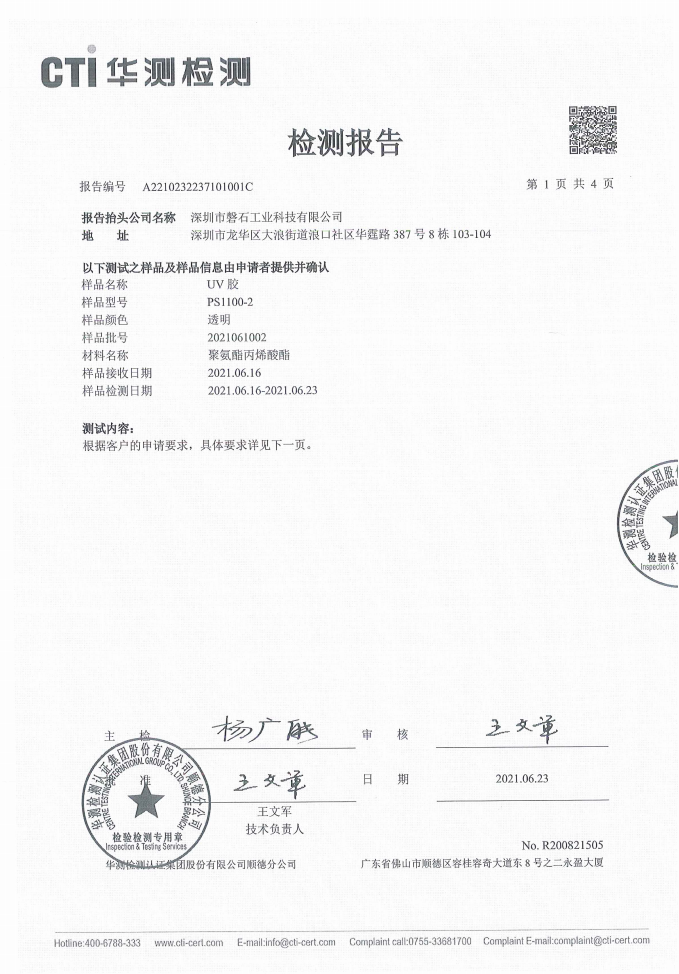 CTI 华测检测
检测报告
报告编号 A2210232237101001C
第 1 页 共 4 页
报告抬头公司名称 深圳市磐石工业科技有限公司
地 址 深圳市龙华区大浪街道浪口社区华霆路 387 号 8 栋 103-104
以下测试之样品及样品信息由申请者提供并确认
样品名称 UV 胶
样品型号 PS1100-2
样品颜色 透明
样品批号 2021061002
材料名称 聚氨酯丙烯酸酯
样品接收日期 2021.06.16
样品检测日期 2021.06.16-2021.06.23
测试内容:
根据客户的申请要求，具体要求详见下一页。
华测检测认证集团股
CENTRE TESTING INTERNATIONAL
检验检
Inspection & T
主 检 杨广 审 核 王文军
准 王文军 日 期 2021.06.23
王文军
技术负责人
华测检测认证集团股份有限公司顺德分公司
CENTRE TESTING INTERNATIONAL GROUP CO., LTD. SHUNDE BRANCH
检验检测专用章
Inspection & Testing Services
No. R200821505
华测检测认证集团股份有限公司顺德分公司 广东省佛山市顺德区容桂容奇大道东 8 号之二永盈大厦
Hotline:400-6788-333 www.cti-cert.com E-mail:info@cti-cert.com Complaint call:0755-33681700 Complaint E-mail:complaint@cti-cert.com